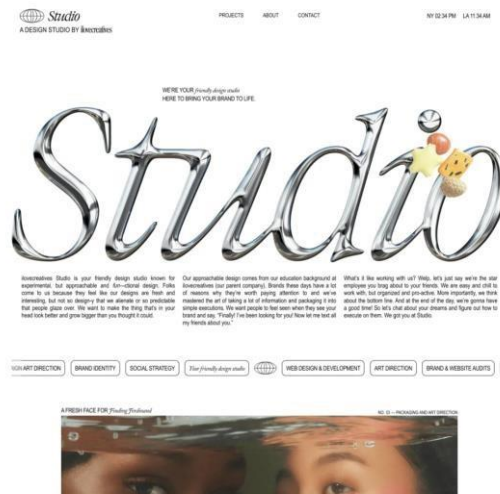 Studio
A DESIGN STUDIO BY ilovecreatives
PROJECTS ABOUT CONTACT
NY 02:34 PM LA 11:34 AM
WE'RE YOUR friendly design studio
HERE TO BRING YOUR BRAND TO LIFE.
Studio
ilovecreatives Studio is your friendly design studio known for
experimental, but approachable and fun—ctional design. Folks
come to us because they feel like our designs are fresh and
interesting, but not so design-y that we alienate or so predictable
that people glaze over. We want to make the thing that's in your
head look better and grow bigger than you thought it could.
Our approachable design comes from our education background at
ilovecreatives (our parent company). Brands these days have a lot
of reasons why they're worth paying attention to and we've
mastered the art of taking a lot of information and packaging it into
simple executions. We want people to feel seen when they see your
brand and say, "Finally! I've been looking for you! Now let me text all
my friends about you."
What's it like working with us? Welp, let's just say we're the star
employees you brag about to your friends. We are easy and chill to
work with, but organized and pro-active. More importantly, we think
about the bottom line. And at the end of the day, we're gonna have
a good time! So let's chat about your dreams and figure out how to
execute on them. We got you at Studio.
IGN ART DIRECTION BRAND IDENTITY SOCIAL STRATEGY Your friendly design studio WEB DESIGN & DEVELOPMENT ART DIRECTION BRAND & WEBSITE AUDITS
A FRESH FACE FOR Finding Ferdinand
NO. 01 — PACKAGING AND ART DIRECTION